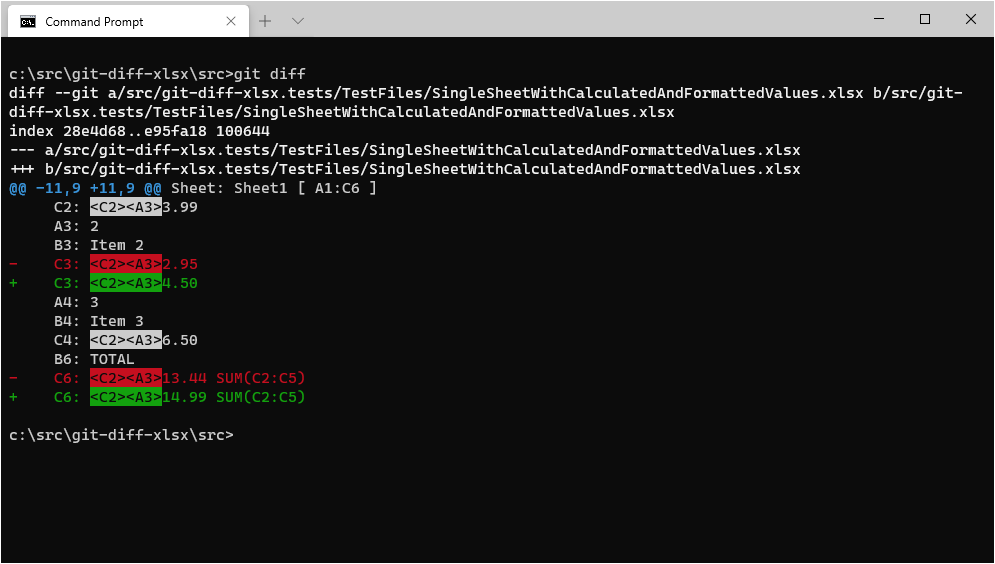 Command Prompt
c:\src\git-diff-xlsx\src>git diff
diff --git a/src/git-diff-xlsx.tests/TestFiles/SingleSheetWithCalculatedAndFormattedValues.xlsx b/src/git-
diff-xlsx.tests/TestFiles/SingleSheetWithCalculatedAndFormattedValues.xlsx
index 28e4d68..e95fa18 100644
--- a/src/git-diff-xlsx.tests/TestFiles/SingleSheetWithCalculatedAndFormattedValues.xlsx
+++ b/src/git-diff-xlsx.tests/TestFiles/SingleSheetWithCalculatedAndFormattedValues.xlsx
@@ -11,9 +11,9 @@ Sheet: Sheet1 [ A1:C6 ]
     C2: <C2><A3>3.99
     A3: 2
     B3: Item 2
-    C3: <C2><A3>2.95
+    C3: <C2><A3>4.50
     A4: 3
     B4: Item 3
     C4: <C2><A3>6.50
     B6: TOTAL
-    C6: <C2><A3>13.44 SUM(C2:C5)
+    C6: <C2><A3>14.99 SUM(C2:C5)
c:\src\git-diff-xlsx\src>